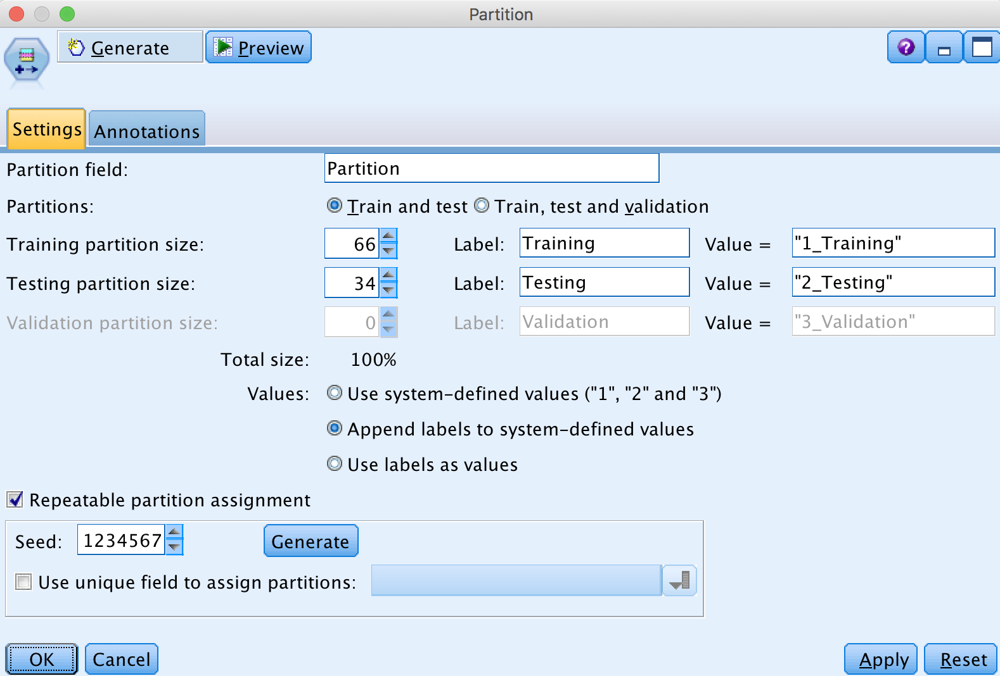 Partition
Generate Preview
Settings Annotations
Partition field: Partition
Partitions: Train and test Train, test and validation
Training partition size: 66 Label: Training Value = "1_Training"
Testing partition size: 34 Label: Testing Value = "2_Testing"
Validation partition size: 0 Label: Validation Value = "3_Validation"
Total size: 100%
Values: Use system-defined values ("1", "2" and "3")
Append labels to system-defined values
Use labels as values
Repeatable partition assignment
Seed: 1234567 Generate
Use unique field to assign partitions:
OK Cancel Apply Reset